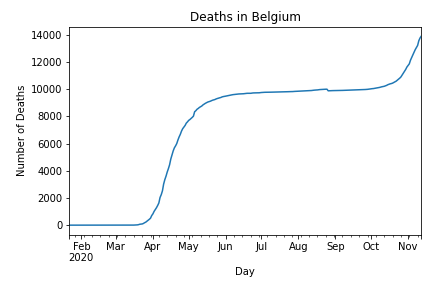 Deaths in Belgium
Number of Deaths
14000
12000
10000
8000
6000
4000
2000
0
Feb Mar Apr May Jun Jul Aug Sep Oct Nov
2020
Day